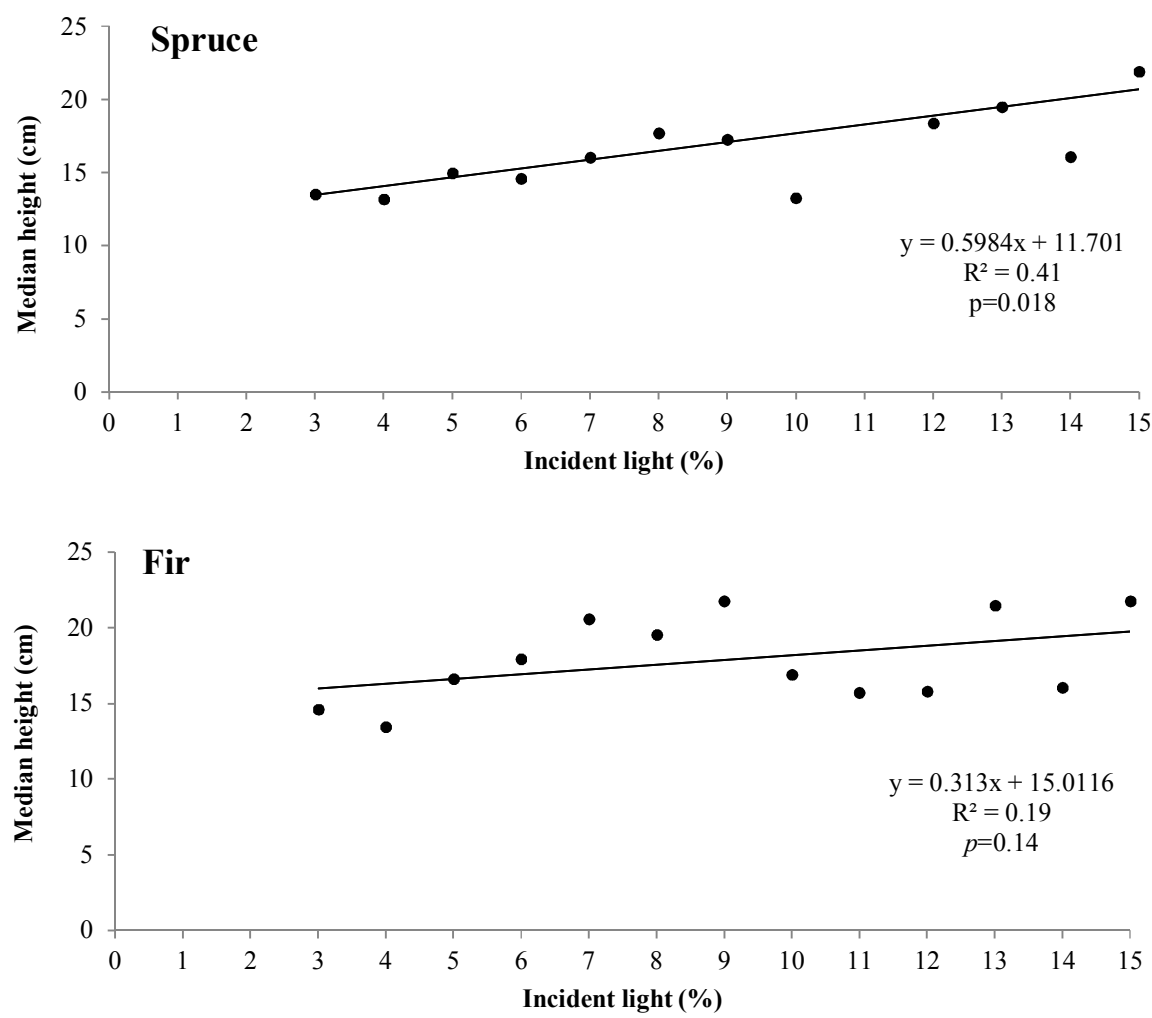 Spruce
25
20
15
10
5
0
Median height (cm)
0 1 2 3 4 5 6 7 8 9 10 11 12 13 14 15
Incident light (%)
y = 0.5984x + 11.701
R² = 0.41
p=0.018
Fir
25
20
15
10
5
0
Median height (cm)
0 1 2 3 4 5 6 7 8 9 10 11 12 13 14 15
Incident light (%)
y = 0.313x + 15.0116
R² = 0.19
p=0.14